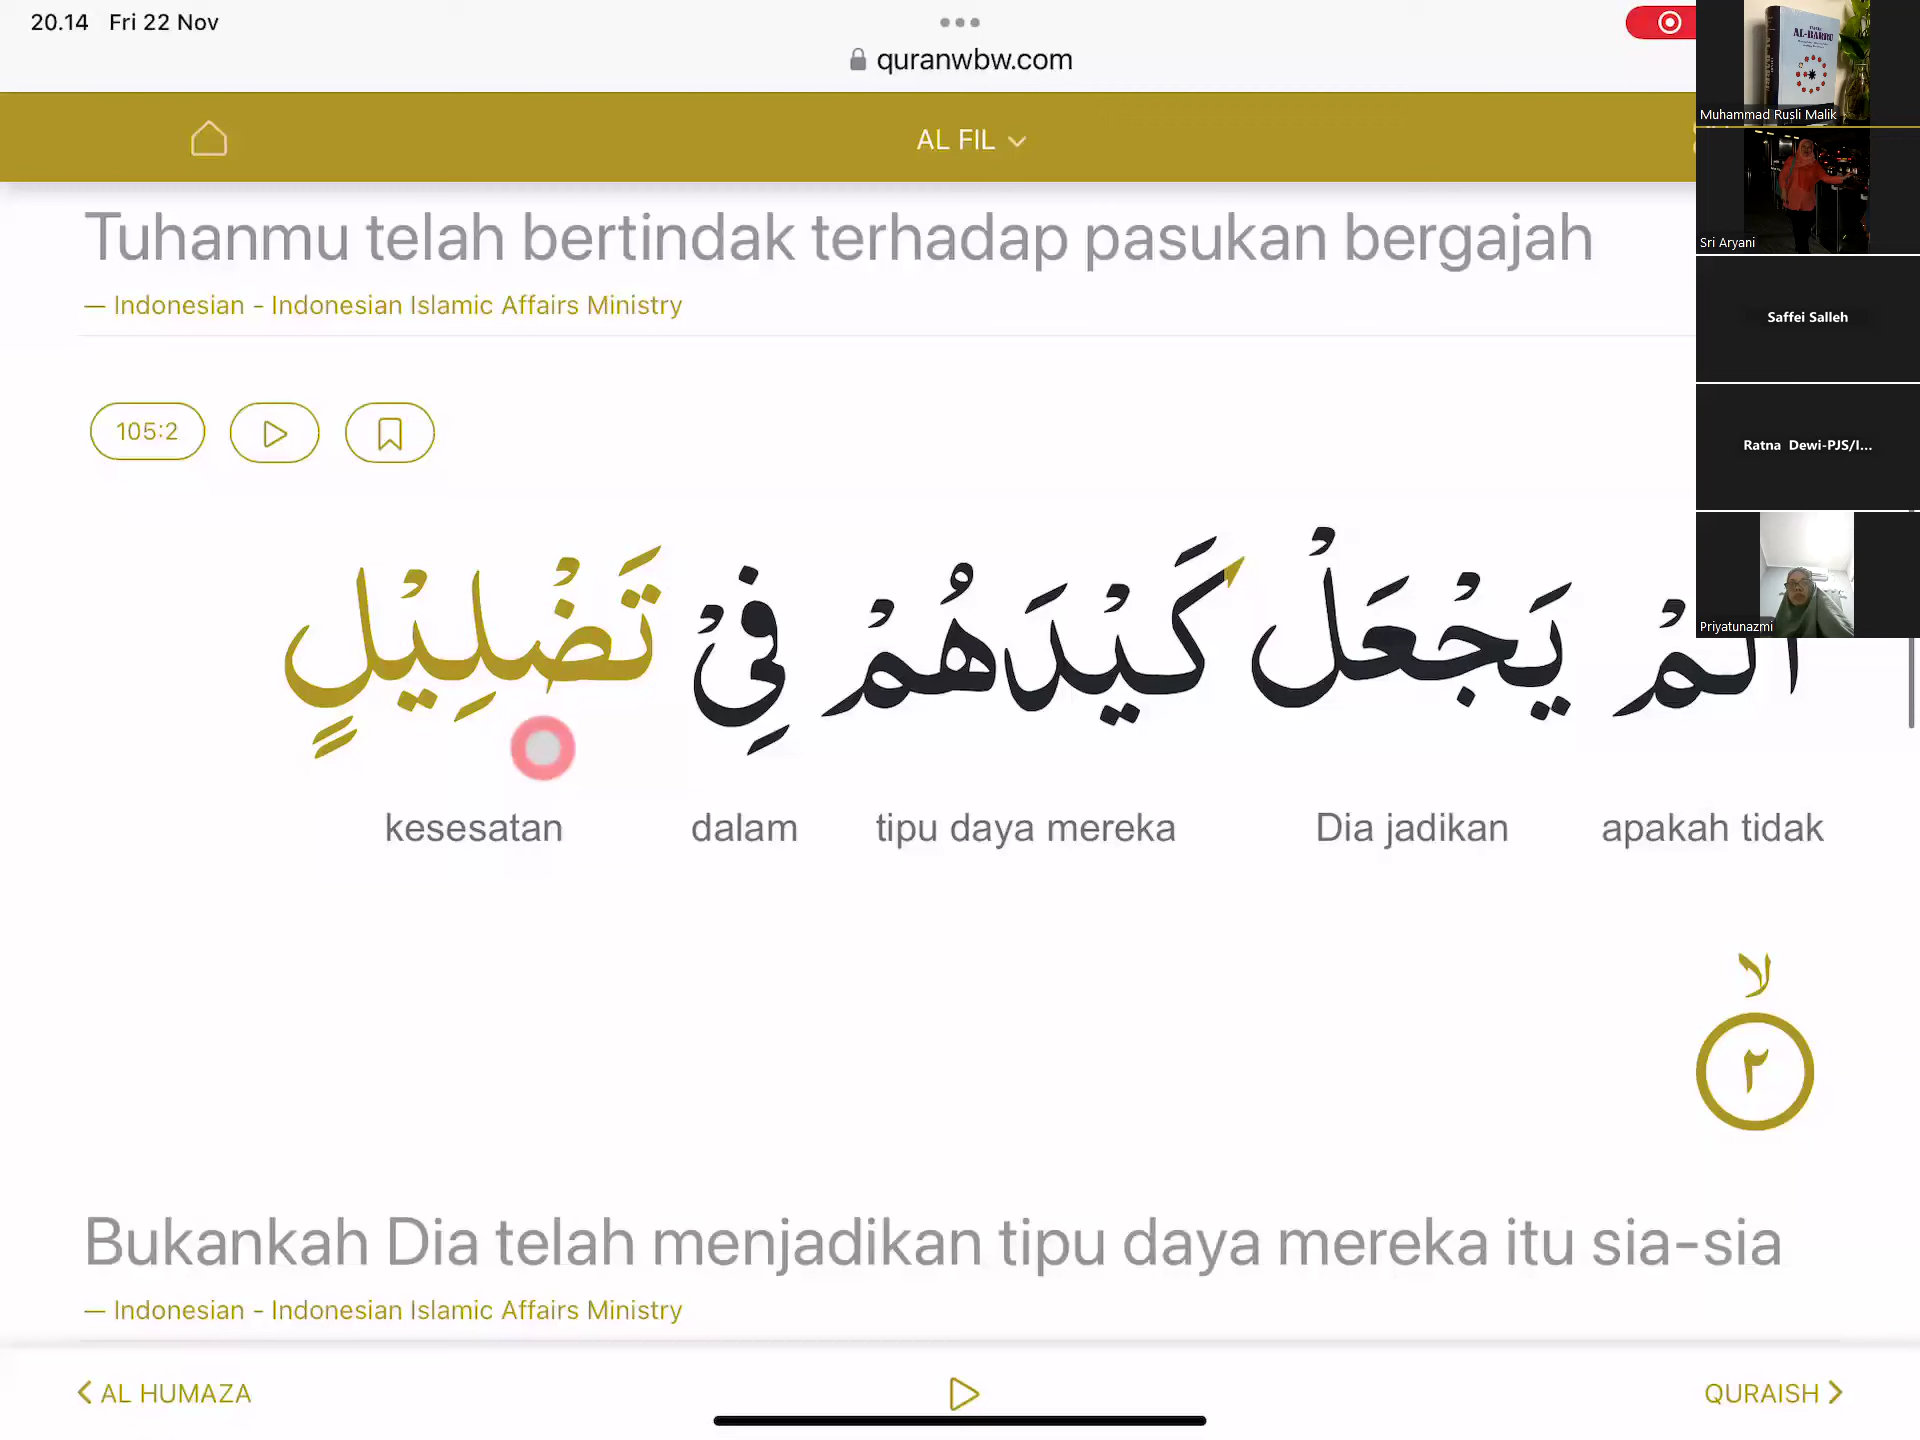 20.14 Fri 22 Nov
quranwbw.com
AL FIL
Tuhanmu telah bertindak terhadap pasukan bergajah
— Indonesian - Indonesian Islamic Affairs Ministry
105:2
اَلَمْ يَجْعَلْ كَيْدَهُمْ فِيْ تَضْلِيْلٍ
apakah tidak Dia jadikan tipu daya mereka dalam kesesatan
لا
٢
Bukankah Dia telah menjadikan tipu daya mereka itu sia-sia
— Indonesian - Indonesian Islamic Affairs Ministry
AL HUMAZA
QURAISH
AL-BARRU
Muhammad Rusli Malik
Sri Aryani
Saffei Salleh
Ratna Dewi-PJS/I...
Priyatunazmi